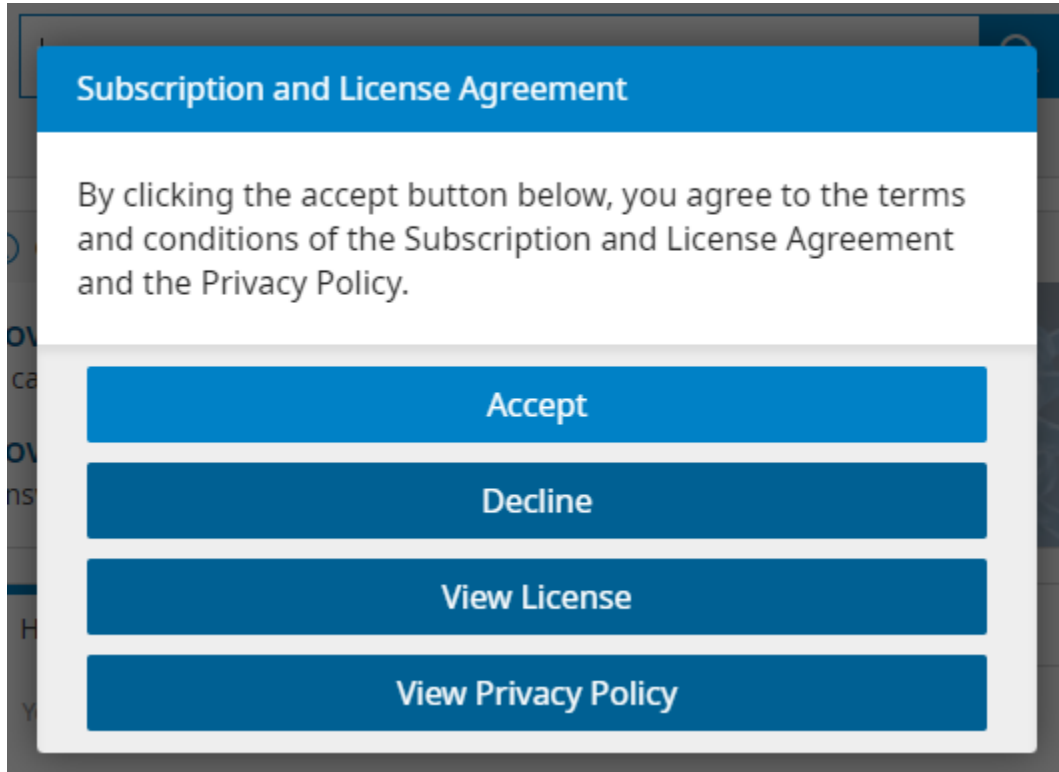 Subscription and License Agreement
By clicking the accept button below, you agree to the terms
and conditions of the Subscription and License Agreement
and the Privacy Policy.
Accept
Decline
View License
View Privacy Policy